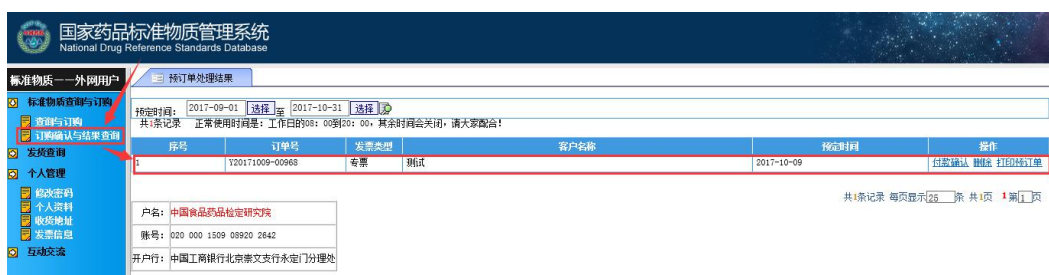 国家药品标准物质管理系统
National Drug Reference Standards Database
标准物质——外网用户
预订单处理结果
标准物质查询与订购
查询与订购
订购确认与结果查询
发货查询
个人管理
修改密码
个人资料
收货地址
发票信息
互动交流
预定时间: 2017-09-01 选择 至 2017-10-31 选择
共1条记录 正常使用时间是:工作日的08:00到20:00,其余时间会关闭,请大家配合!
序号 订单号 发票类型 客户名称 预定时间 操作
1 Y20171009-00968 专票 测试 2017-10-09 付款确认 删除 打印预订单
共1条记录 每页显示 25 条 共1页 1 第 1 页
户名: 中国食品药品检定研究院
账号: 020 000 1509 08920 2642
开户行: 中国工商银行北京崇文支行永定门分理处